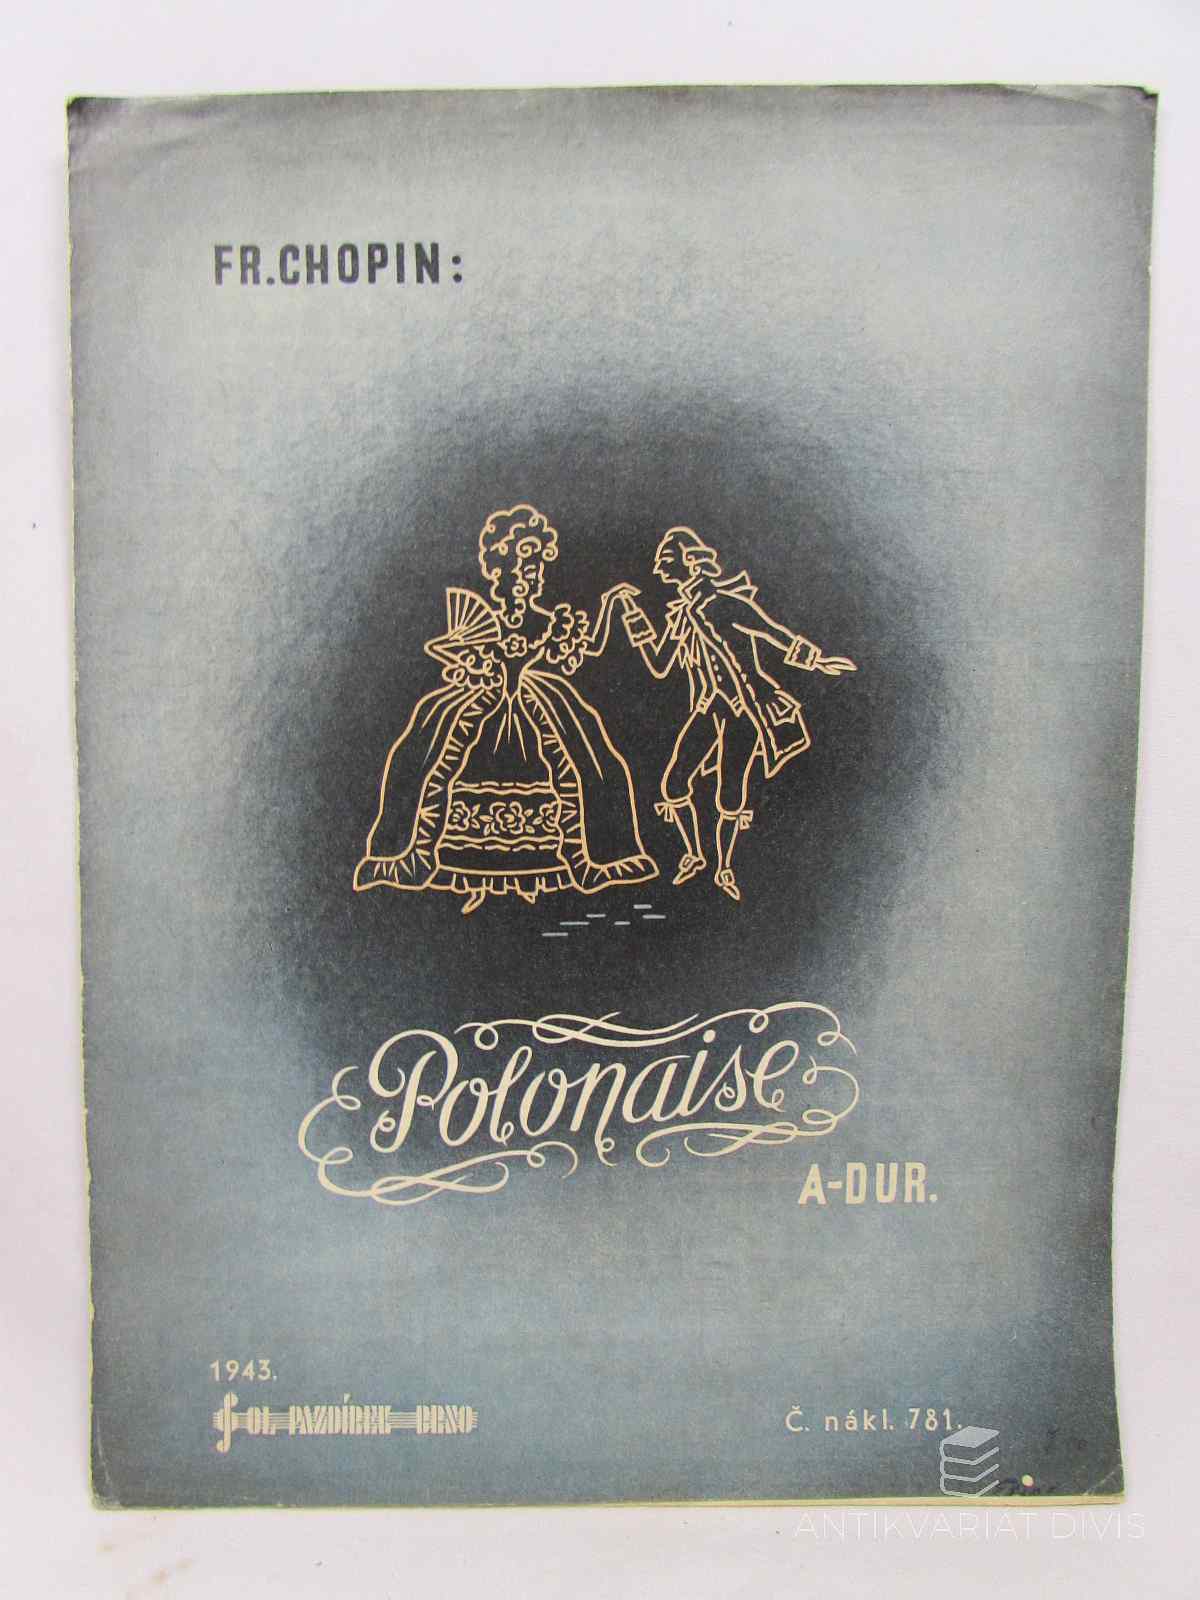 FR. CHOPIN:
Polonaise
A-DUR.
1943.
OL PAZDÍREK BRNO
Č. nákl. 781.
ANTIKVARIAT DIVIS